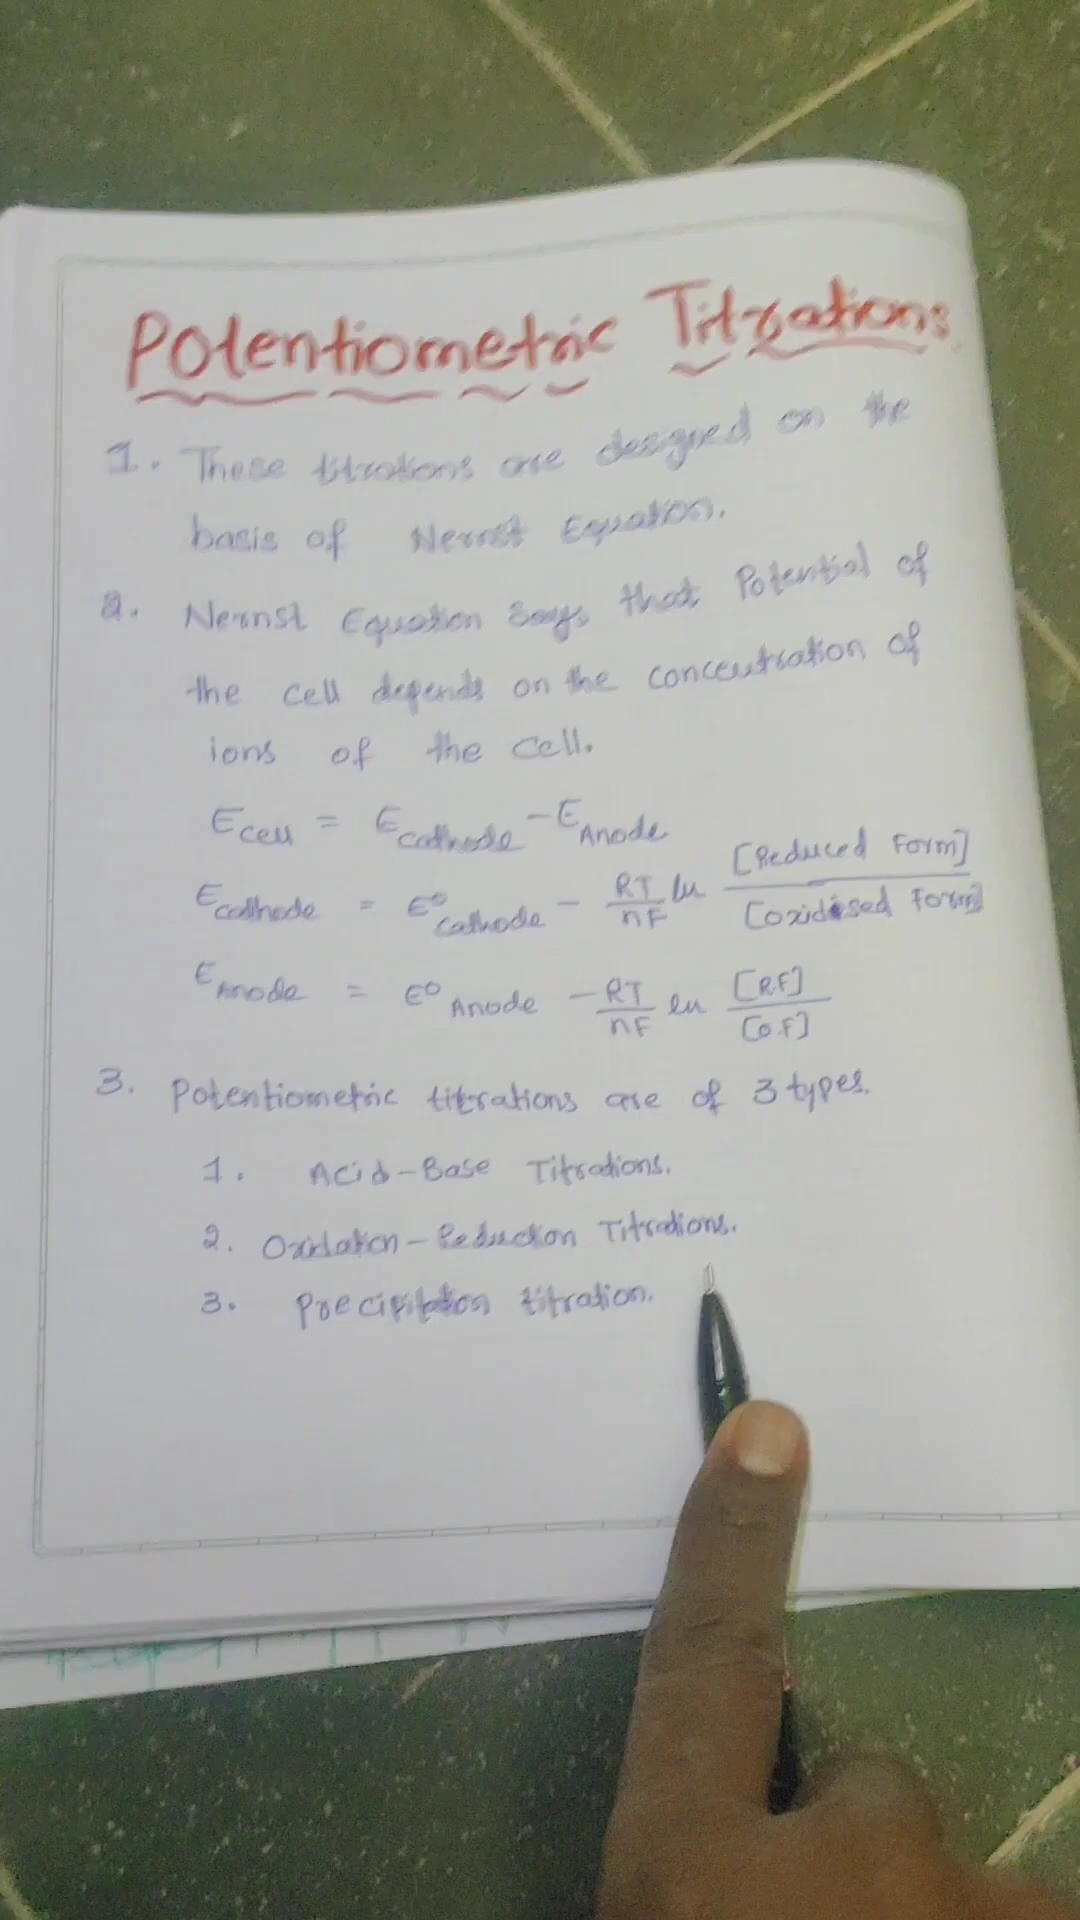 Potentiometric Titrations.
1. These titrations are designed on the
basis of Nernst Equation.
2. Nernst Equation Says that Potential of
the cell depends on the concentration of
ions of the cell.
Ecell = Ecathode - EAnode
Ecathode = E°cathode - RT/nF ln [Reduced Form]/[oxidised Form]
EAnode = E°Anode - RT/nF ln [R.F]/[O.F]
3. Potentiometric titrations are of 3 types.
1. Acid-Base Titrations.
2. Oxidation-Reduction Titrations.
3. Precipitation titration.